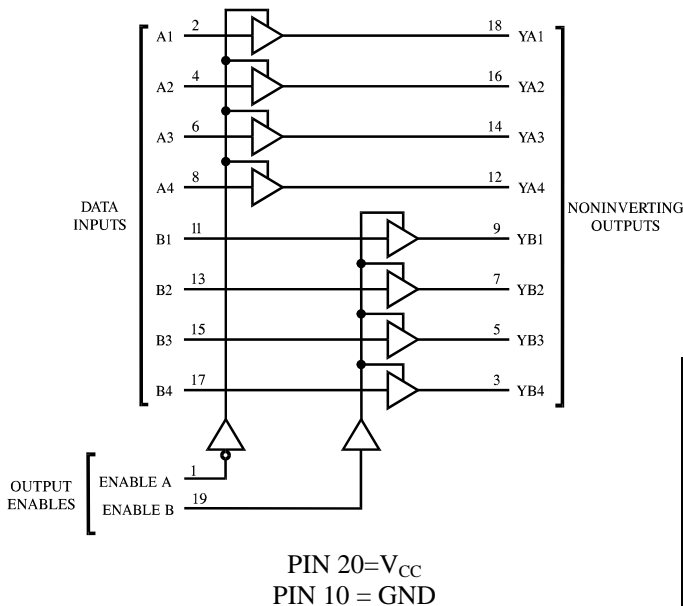 A1 2 18 YA1
A2 4 16 YA2
A3 6 14 YA3
A4 8 12 YA4
DATA
INPUTS
NONINVERTING
OUTPUTS
B1 11 9 YB1
B2 13 7 YB2
B3 15 5 YB3
B4 17 3 YB4
OUTPUT
ENABLES
ENABLE A 1
ENABLE B 19
PIN 20=VCC
PIN 10 = GND